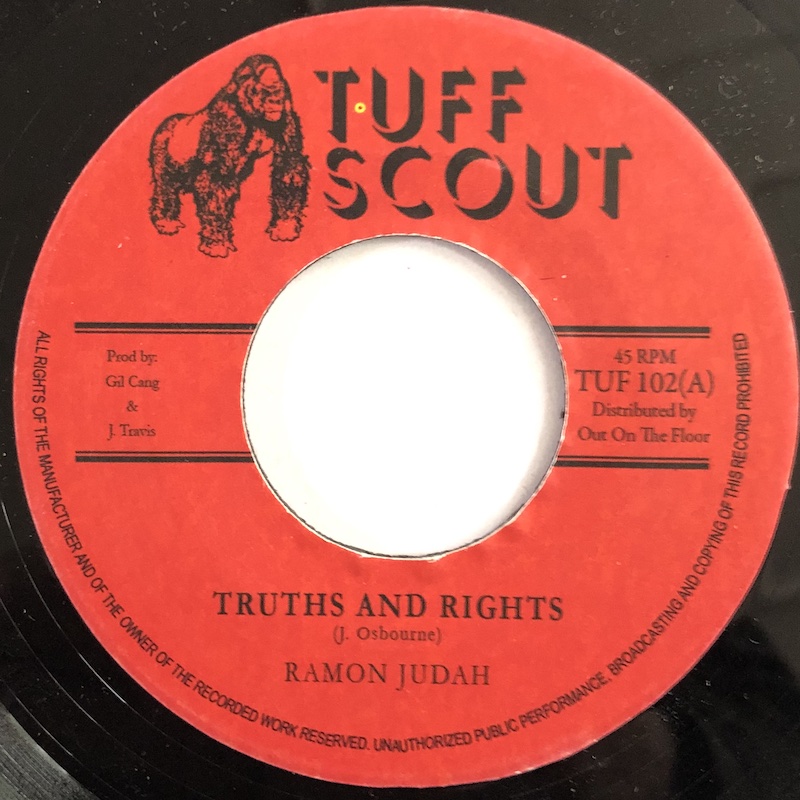 TUFF
SCOUT
Prod by:
Gil Cang
&
J. Travis
45 RPM
TUF 102(A)
Distributed by
Out On The Floor
TRUTHS AND RIGHTS
(J. Osbourne)
RAMON JUDAH
ALL RIGHTS OF THE MANUFACTURER AND OF THE OWNER OF THE RECORDED WORK RESERVED. UNAUTHORIZED PUBLIC PERFORMANCE, BROADCASTING AND COPYING OF THIS RECORD PROHIBITED